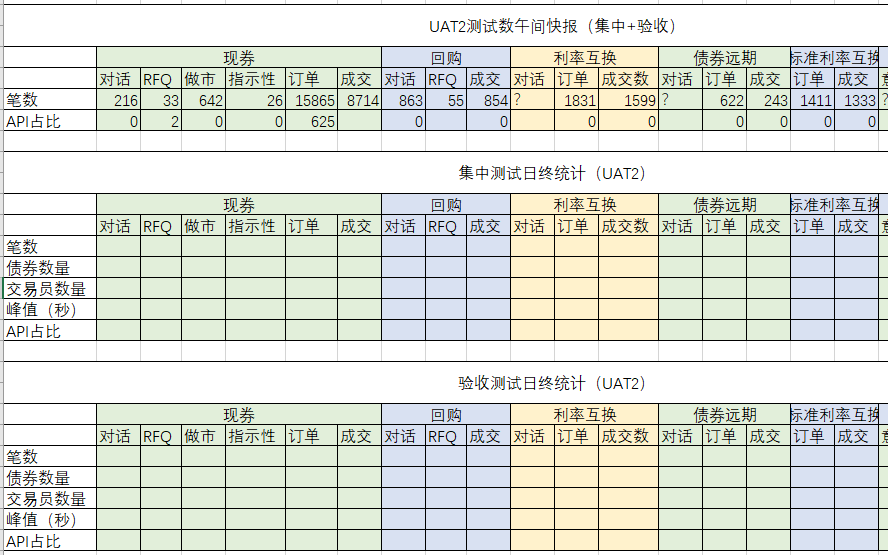 UAT2测试数午间快报（集中+验收）
现券 回购 利率互换 债券远期 标准利率互换
对话 RFQ 做市 指示性 订单 成交 对话 RFQ 成交 对话 订单 成交数 对话 订单 成交 订单 成交
笔数 216 33 642 26 15865 8714 863 55 854 ? 1831 1599 ? 622 243 1411 1333 ?
API占比 0 2 0 0 625 0 0 0 0 0 0 0 0
集中测试日终统计（UAT2）
现券 回购 利率互换 债券远期 标准利率互换
对话 RFQ 做市 指示性 订单 成交 对话 RFQ 成交 对话 订单 成交数 对话 订单 成交 订单 成交
笔数
债券数量
交易员数量
峰值（秒）
API占比
验收测试日终统计（UAT2）
现券 回购 利率互换 债券远期 标准利率互换
对话 RFQ 做市 指示性 订单 成交 对话 RFQ 成交 对话 订单 成交数 对话 订单 成交 订单 成交
笔数
债券数量
交易员数量
峰值（秒）
API占比